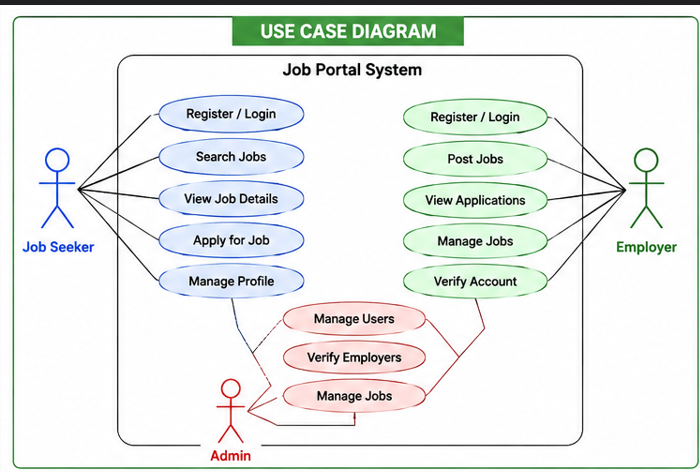 USE CASE DIAGRAM
Job Portal System
Register / Login
Search Jobs
View Job Details
Apply for Job
Manage Profile
Job Seeker
Register / Login
Post Jobs
View Applications
Manage Jobs
Verify Account
Employer
Manage Users
Verify Employers
Manage Jobs
Admin